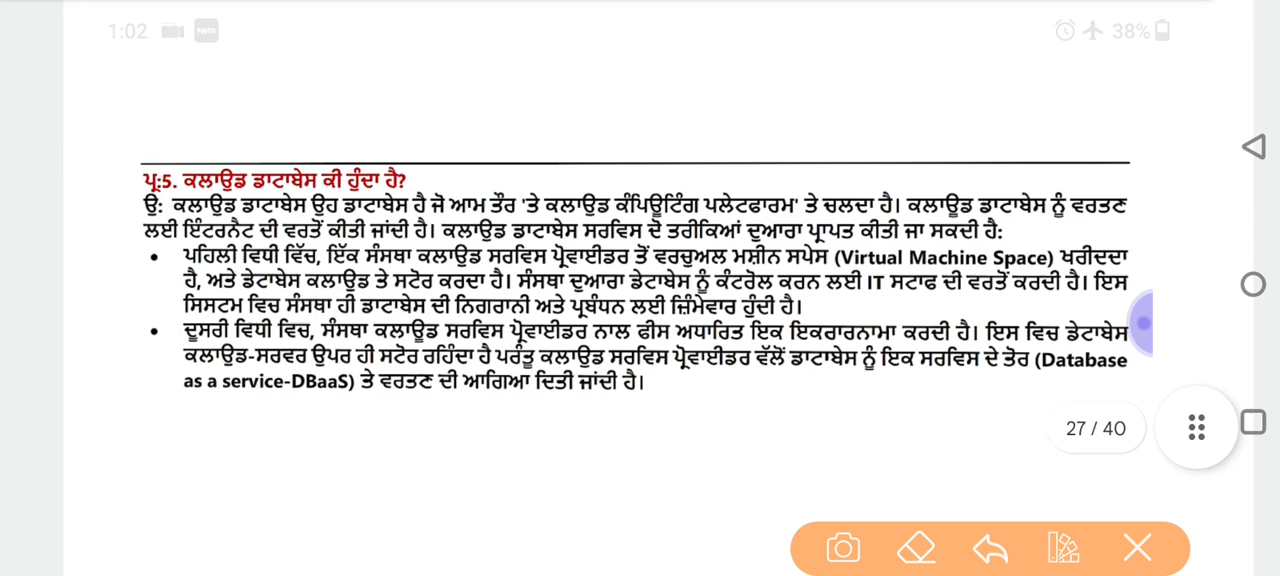 1:02
38%
ਪ੍ਰ:5. ਕਲਾਉਡ ਡਾਟਾਬੇਸ ਕੀ ਹੁੰਦਾ ਹੈ?
ਉ: ਕਲਾਉਡ ਡਾਟਾਬੇਸ ਉਹ ਡਾਟਾਬੇਸ ਹੈ ਜੋ ਆਮ ਤੌਰ 'ਤੇ ਕਲਾਉਡ ਕੰਪਿਊਟਿੰਗ ਪਲੇਟਫਾਰਮ' ਤੇ ਚਲਦਾ ਹੈ। ਕਲਾਊਡ ਡਾਟਾਬੇਸ ਨੂੰ ਵਰਤਣ
ਲਈ ਇੰਟਰਨੈਟ ਦੀ ਵਰਤੋਂ ਕੀਤੀ ਜਾਂਦੀ ਹੈ। ਕਲਾਉਡ ਡਾਟਾਬੇਸ ਸਰਵਿਸ ਦੋ ਤਰੀਕਿਆਂ ਦੁਆਰਾ ਪ੍ਰਾਪਤ ਕੀਤੀ ਜਾ ਸਕਦੀ ਹੈ:
• ਪਹਿਲੀ ਵਿਧੀ ਵਿੱਚ, ਇੱਕ ਸੰਸਥਾ ਕਲਾਉਡ ਸਰਵਿਸ ਪ੍ਰੋਵਾਈਡਰ ਤੋਂ ਵਰਚੁਅਲ ਮਸ਼ੀਨ ਸਪੇਸ (Virtual Machine Space) ਖਰੀਦਦਾ
ਹੈ, ਅਤੇ ਡੇਟਾਬੇਸ ਕਲਾਉਡ ਤੇ ਸਟੋਰ ਕਰਦਾ ਹੈ। ਸੰਸਥਾ ਦੁਆਰਾ ਡੇਟਾਬੇਸ ਨੂੰ ਕੰਟਰੋਲ ਕਰਨ ਲਈ IT ਸਟਾਫ ਦੀ ਵਰਤੋਂ ਕਰਦੀ ਹੈ। ਇਸ
ਸਿਸਟਮ ਵਿਚ ਸੰਸਥਾ ਹੀ ਡਾਟਾਬੇਸ ਦੀ ਨਿਗਰਾਨੀ ਅਤੇ ਪ੍ਰਬੰਧਨ ਲਈ ਜ਼ਿੰਮੇਵਾਰ ਹੁੰਦੀ ਹੈ।
• ਦੂਸਰੀ ਵਿਧੀ ਵਿਚ, ਸੰਸਥਾ ਕਲਾਊਡ ਸਰਵਿਸ ਪ੍ਰੋਵਾਈਡਰ ਨਾਲ ਫੀਸ ਅਧਾਰਿਤ ਇਕ ਇਕਰਾਰਨਾਮਾ ਕਰਦੀ ਹੈ। ਇਸ ਵਿਚ ਡੇਟਾਬੇਸ
ਕਲਾਉਡ-ਸਰਵਰ ਉਪਰ ਹੀ ਸਟੋਰ ਰਹਿੰਦਾ ਹੈ ਪਰੰਤੂ ਕਲਾਉਡ ਸਰਵਿਸ ਪ੍ਰੋਵਾਈਡਰ ਵੱਲੋਂ ਡਾਟਾਬੇਸ ਨੂੰ ਇਕ ਸਰਵਿਸ ਦੇ ਤੋਰ (Database
as a service-DBaaS) ਤੇ ਵਰਤਣ ਦੀ ਆਗਿਆ ਦਿਤੀ ਜਾਂਦੀ ਹੈ।
27 / 40